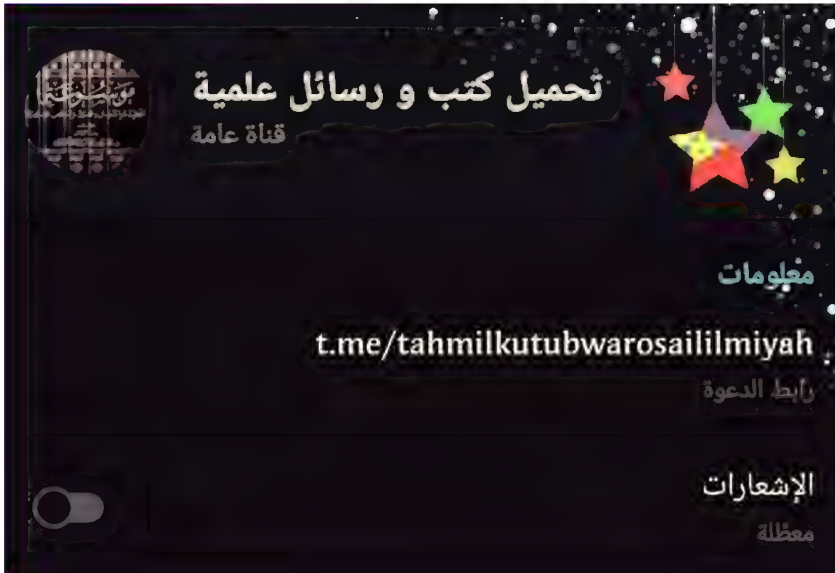 تحميل كتب و رسائل علمية
قناة عامة
معلومات
t.me/tahmilkutubwarosaililmiyah
رابط الدعوة
الإشعارات
معطّلة